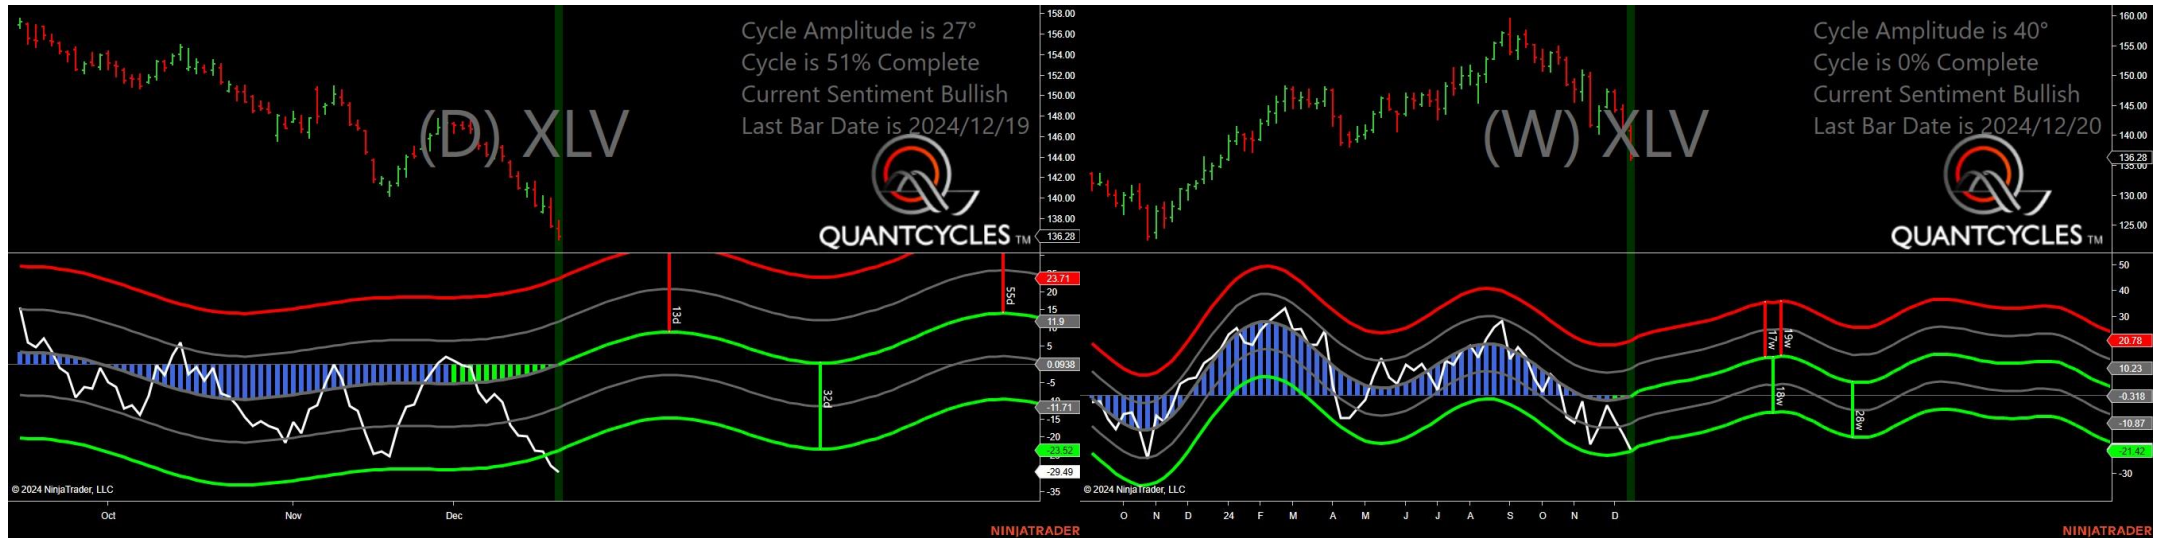 Cycle Amplitude is 27°
Cycle is 51% Complete
Current Sentiment Bullish
Last Bar Date is 2024/12/19
(D) XLV
QUANTCYCLES TM
158.00
156.00
154.00
152.00
150.00
148.00
146.00
144.00
142.00
140.00
138.00
136.28
23.71
20
15
11.9
5
0.0938
-5
-11.71
-15
-20
-23.52
-29.49
-35
13d
32d
55d
© 2024 NinjaTrader, LLC
Oct
Nov
Dec
NINJATRADER
Cycle Amplitude is 40°
Cycle is 0% Complete
Current Sentiment Bullish
Last Bar Date is 2024/12/20
(W) XLV
QUANTCYCLES TM
160.00
155.00
150.00
145.00
140.00
136.28
135.00
130.00
125.00
50
40
30
20.78
10.23
-0.318
-10.87
-21.42
-30
17w
19w
18w
28w
© 2024 NinjaTrader, LLC
O N D 24 F M A M J J A S O N D
NINJATRADER